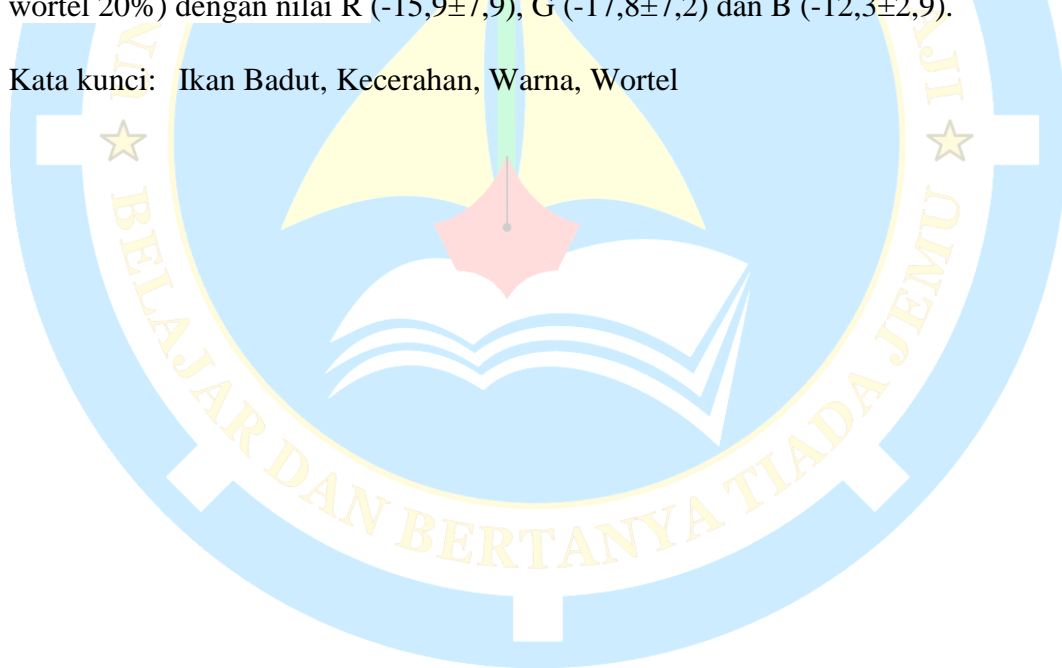 wortel 20%) dengan nilai R (-15,9±7,9), G (-17,8±7,2) dan B (-12,3±2,9).
Kata kunci: Ikan Badut, Kecerahan, Warna, Wortel
BELAJAR DAN BERTANYA TIADA JEMU